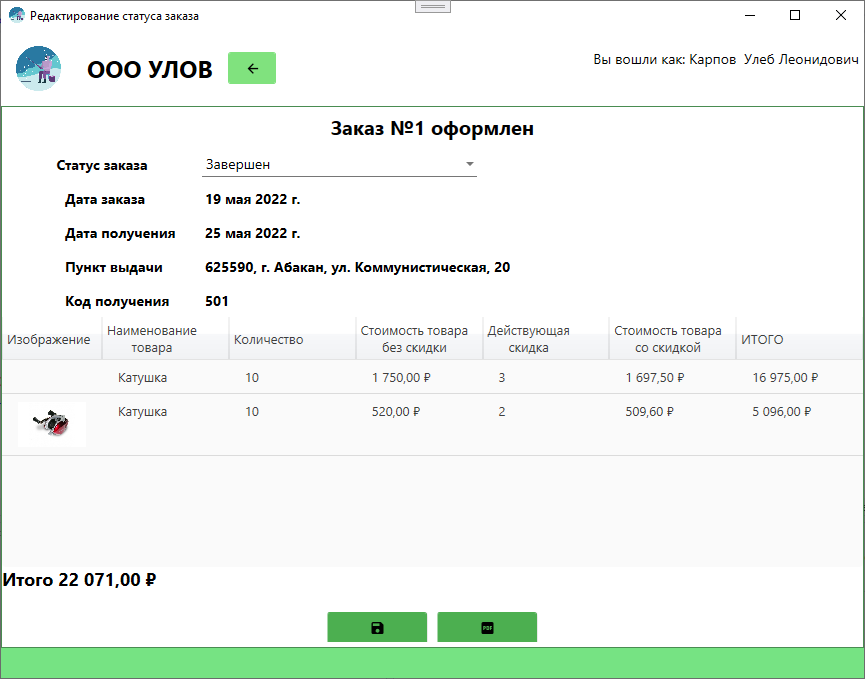 Редактирование статуса заказа
ООО УЛОВ
Вы вошли как: Карпов Улеб Леонидович
Заказ №1 оформлен
Статус заказа Завершен
Дата заказа 19 мая 2022 г.
Дата получения 25 мая 2022 г.
Пункт выдачи 625590, г. Абакан, ул. Коммунистическая, 20
Код получения 501
Изображение Наименование товара Количество Стоимость товара без скидки Действующая скидка Стоимость товара со скидкой ИТОГО
Катушка 10 1 750,00 ₽ 3 1 697,50 ₽ 16 975,00 ₽
Катушка 10 520,00 ₽ 2 509,60 ₽ 5 096,00 ₽
Итого 22 071,00 ₽
PDF